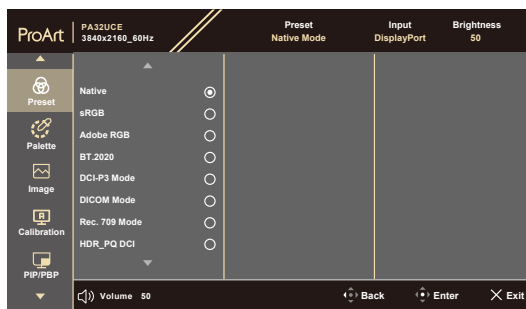 ProArt
PA32UCE
3840x2160_60Hz
Preset
Native Mode
Input
DisplayPort
Brightness
50
Preset
Palette
Image
Calibration
PIP/PBP
Native
sRGB
Adobe RGB
BT.2020
DCI-P3 Mode
DICOM Mode
Rec. 709 Mode
HDR_PQ DCI
Volume 50
Back
Enter
Exit